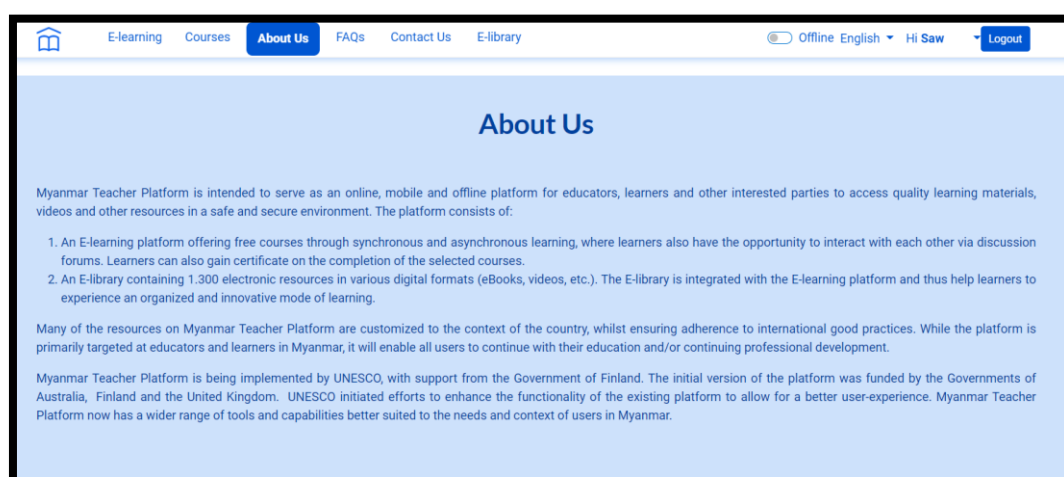 E-learning Courses About Us FAQs Contact Us E-library Offline English Hi Saw Logout
About Us
Myanmar Teacher Platform is intended to serve as an online, mobile and offline platform for educators, learners and other interested parties to access quality learning materials,
videos and other resources in a safe and secure environment. The platform consists of:
1. An E-learning platform offering free courses through synchronous and asynchronous learning, where learners also have the opportunity to interact with each other via discussion
forums. Learners can also gain certificate on the completion of the selected courses.
2. An E-library containing 1.300 electronic resources in various digital formats (eBooks, videos, etc.). The E-library is integrated with the E-learning platform and thus help learners to
experience an organized and innovative mode of learning.
Many of the resources on Myanmar Teacher Platform are customized to the context of the country, whilst ensuring adherence to international good practices. While the platform is
primarily targeted at educators and learners in Myanmar, it will enable all users to continue with their education and/or continuing professional development.
Myanmar Teacher Platform is being implemented by UNESCO, with support from the Government of Finland. The initial version of the platform was funded by the Governments of
Australia, Finland and the United Kingdom. UNESCO initiated efforts to enhance the functionality of the existing platform to allow for a better user-experience. Myanmar Teacher
Platform now has a wider range of tools and capabilities better suited to the needs and context of users in Myanmar.